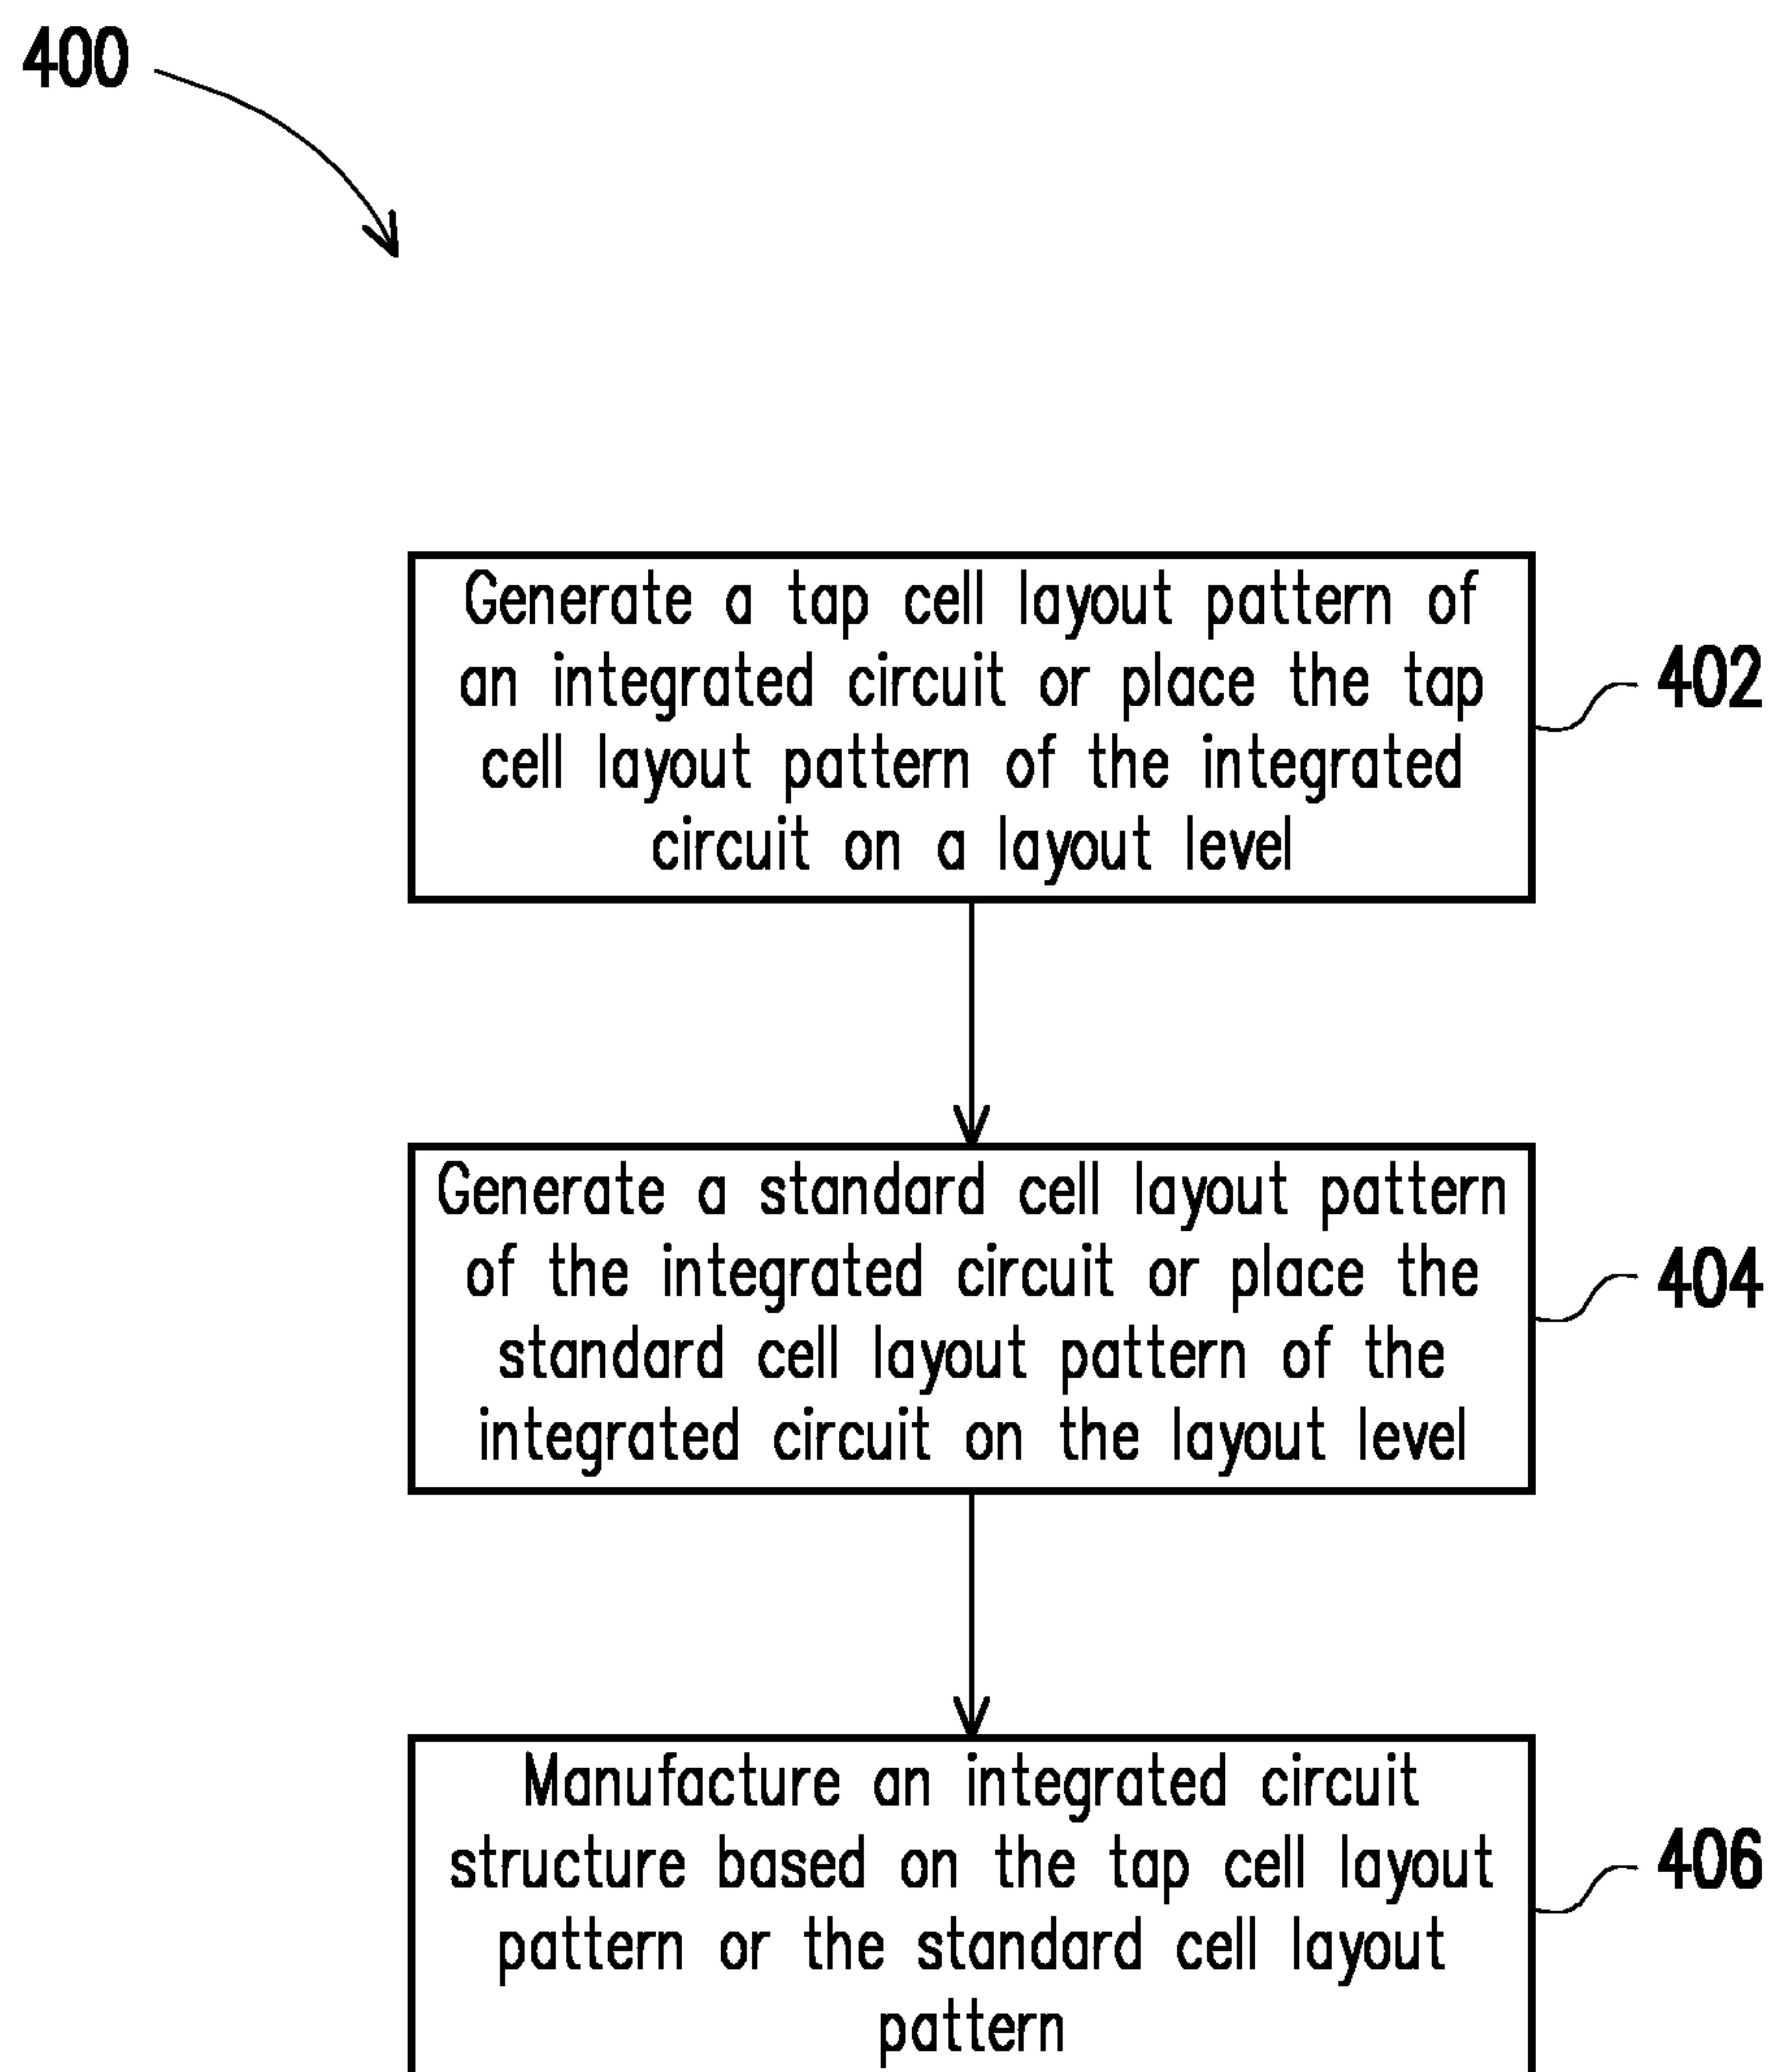 400
Generate a tap cell layout pattern of
an integrated circuit or place the tap
cell layout pattern of the integrated
circuit on a layout level
402
Generate a standard cell layout pattern
of the integrated circuit or place the
standard cell layout pattern of the
integrated circuit on the layout level
404
Manufacture an integrated circuit
structure based on the tap cell layout
pattern or the standard cell layout
pattern
406